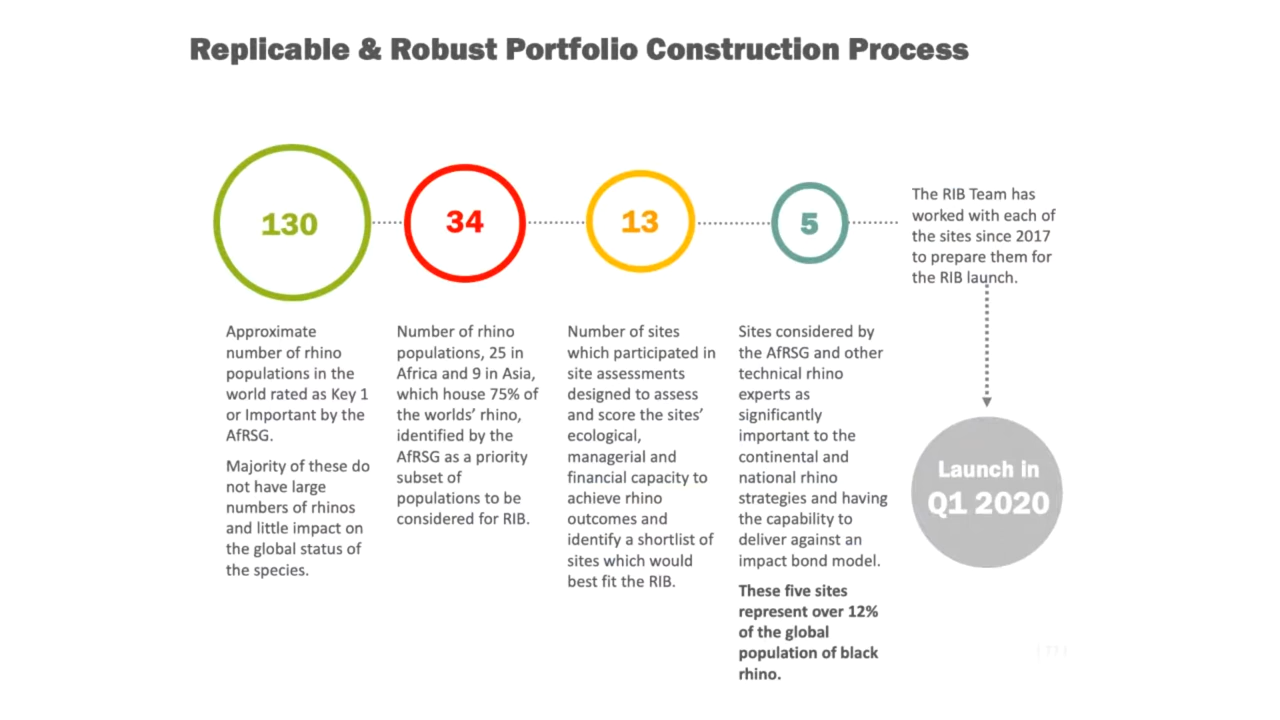 Replicable & Robust Portfolio Construction Process
130
34
13
5
The RIB Team has
worked with each of
the sites since 2017
to prepare them for
the RIB launch.
Approximate
number of rhino
populations in the
world rated as Key 1
or Important by the
AfRSG.
Majority of these do
not have large
numbers of rhinos
and little impact on
the global status of
the species.
Number of rhino
populations, 25 in
Africa and 9 in Asia,
which house 75% of
the worlds’ rhino,
identified by the
AfRSG as a priority
subset of
populations to be
considered for RIB.
Number of sites
which participated in
site assessments
designed to assess
and score the sites’
ecological,
managerial and
financial capacity to
achieve rhino
outcomes and
identify a shortlist of
sites which would
best fit the RIB.
Sites considered by
the AfRSG and other
technical rhino
experts as
significantly
important to the
continental and
national rhino
strategies and having
the capability to
deliver against an
impact bond model.
These five sites
represent over 12%
of the global
population of black
rhino.
Launch in
Q1 2020